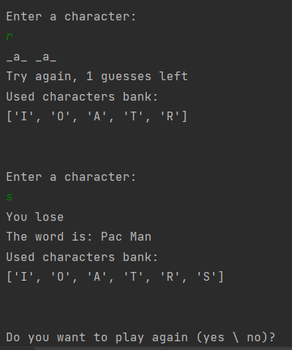 Enter a character:
r
_a_ _a_
Try again, 1 guesses left
Used characters bank:
['I', 'O', 'A', 'T', 'R']
Enter a character:
s
You lose
The word is: Pac Man
Used characters bank:
['I', 'O', 'A', 'T', 'R', 'S']
Do you want to play again (yes \ no)?